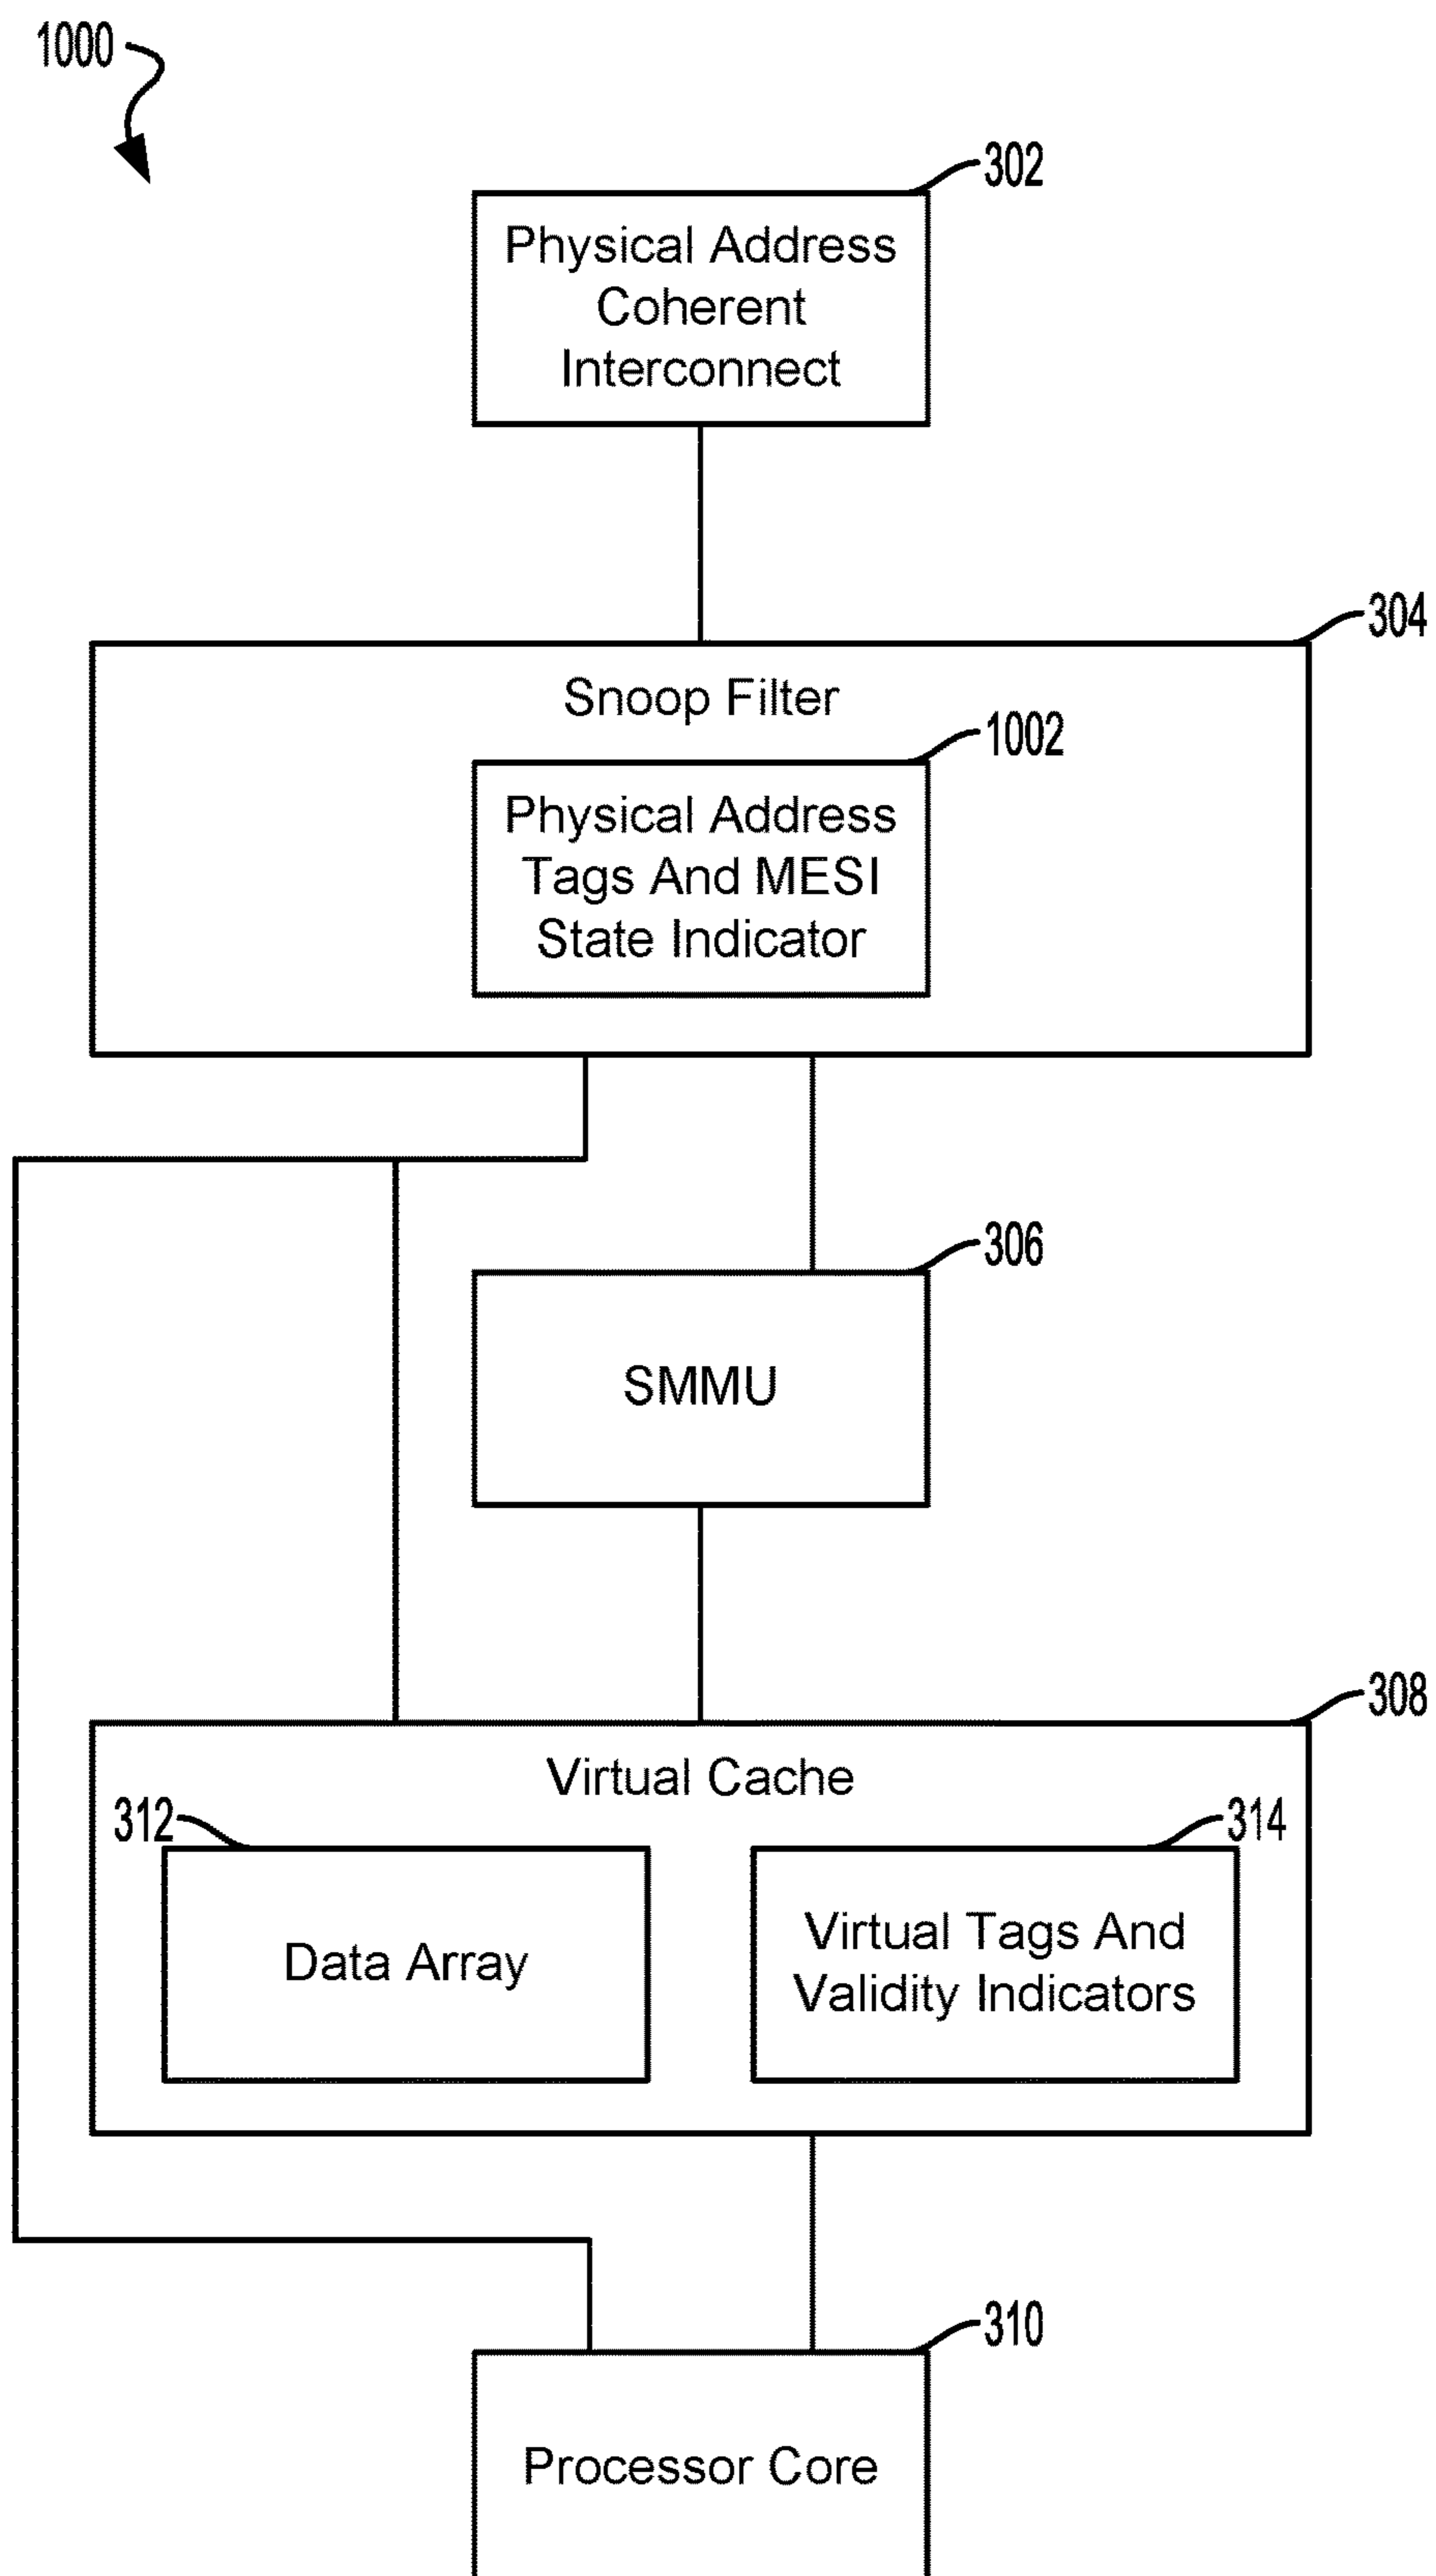 1000
302
Physical Address
Coherent
Interconnect
304
Snoop Filter
1002
Physical Address
Tags And MESI
State Indicator
306
SMMU
308
Virtual Cache
312
314
Data Array
Virtual Tags And
Validity Indicators
310
Processor Core